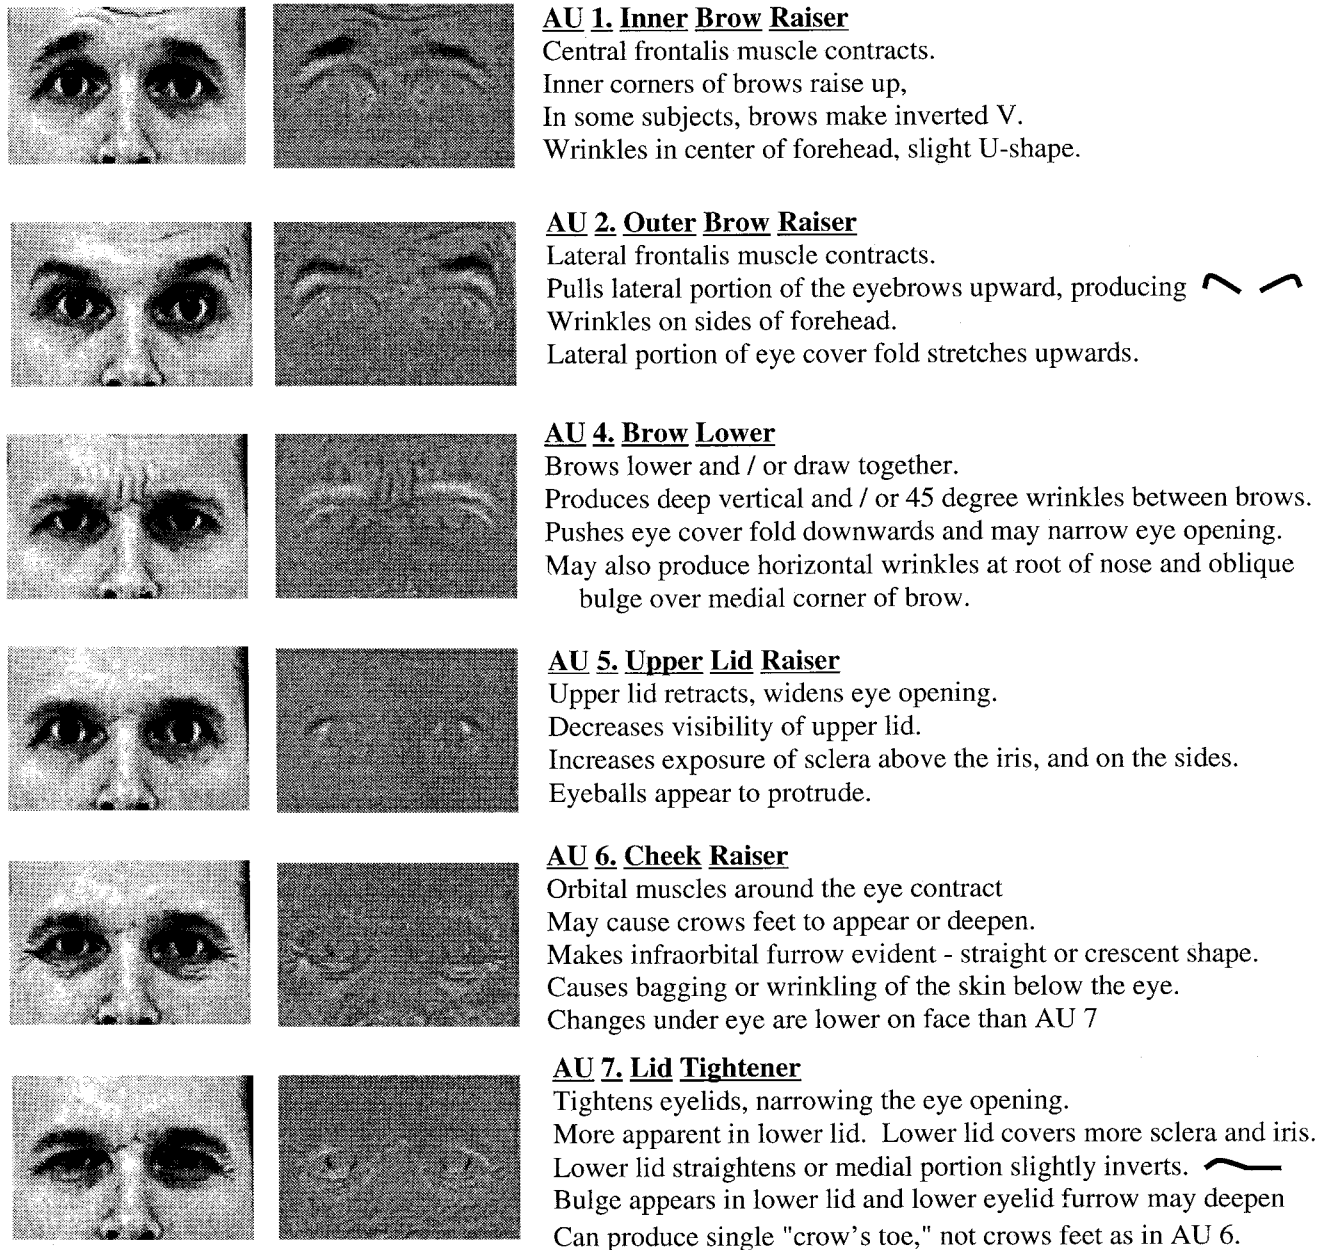 AU 1. Inner Brow Raiser
Central frontalis muscle contracts.
Inner corners of brows raise up,
In some subjects, brows make inverted V.
Wrinkles in center of forehead, slight U-shape.
AU 2. Outer Brow Raiser
Lateral frontalis muscle contracts.
Pulls lateral portion of the eyebrows upward, producing
Wrinkles on sides of forehead.
Lateral portion of eye cover fold stretches upwards.
AU 4. Brow Lower
Brows lower and / or draw together.
Produces deep vertical and / or 45 degree wrinkles between brows.
Pushes eye cover fold downwards and may narrow eye opening.
May also produce horizontal wrinkles at root of nose and oblique
bulge over medial corner of brow.
AU 5. Upper Lid Raiser
Upper lid retracts, widens eye opening.
Decreases visibility of upper lid.
Increases exposure of sclera above the iris, and on the sides.
Eyeballs appear to protrude.
AU 6. Cheek Raiser
Orbital muscles around the eye contract
May cause crows feet to appear or deepen.
Makes infraorbital furrow evident - straight or crescent shape.
Causes bagging or wrinkling of the skin below the eye.
Changes under eye are lower on face than AU 7
AU 7. Lid Tightener
Tightens eyelids, narrowing the eye opening.
More apparent in lower lid.  Lower lid covers more sclera and iris.
Lower lid straightens or medial portion slightly inverts.
Bulge appears in lower lid and lower eyelid furrow may deepen
Can produce single "crow's toe," not crows feet as in AU 6.